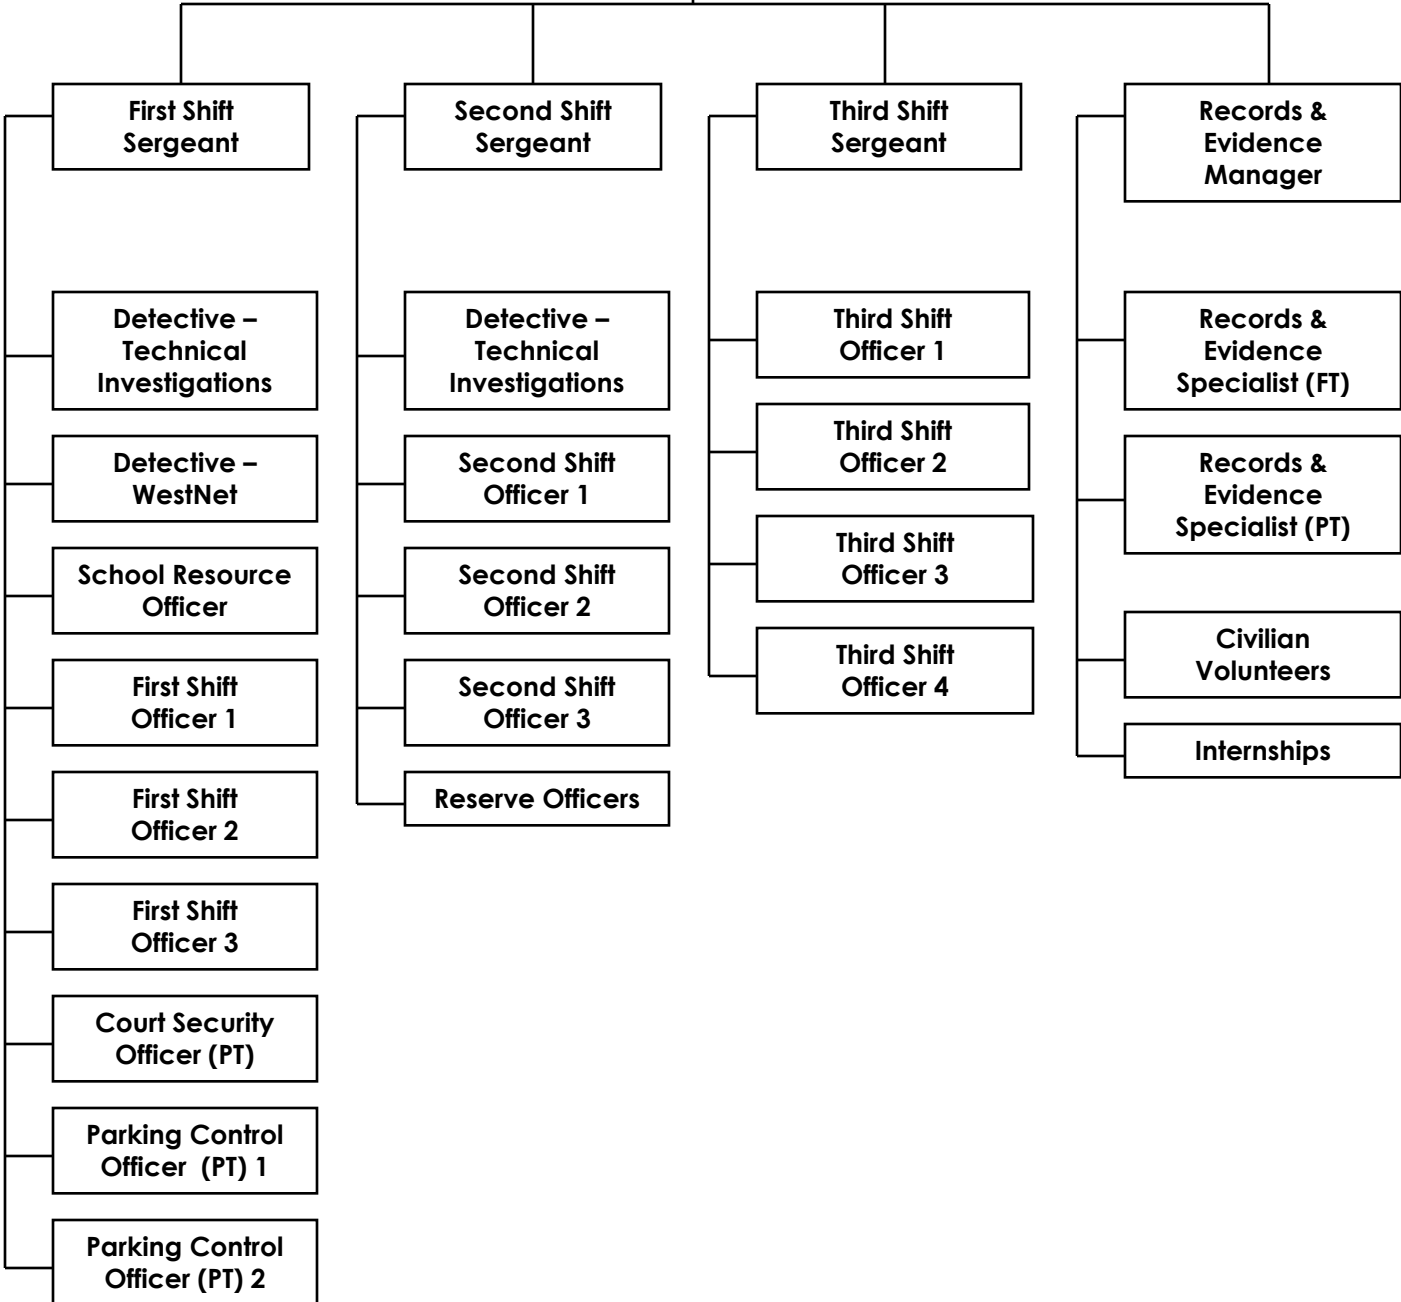 First Shift
Sergeant
Second Shift
Sergeant
Third Shift
Sergeant
Records &
Evidence
Manager
Detective –
Technical
Investigations
Detective –
WestNet
School Resource
Officer
First Shift
Officer 1
First Shift
Officer 2
First Shift
Officer 3
Court Security
Officer (PT)
Parking Control
Officer (PT) 1
Parking Control
Officer (PT) 2
Detective –
Technical
Investigations
Second Shift
Officer 1
Second Shift
Officer 2
Second Shift
Officer 3
Reserve Officers
Third Shift
Officer 1
Third Shift
Officer 2
Third Shift
Officer 3
Third Shift
Officer 4
Records &
Evidence
Specialist (FT)
Records &
Evidence
Specialist (PT)
Civilian
Volunteers
Internships